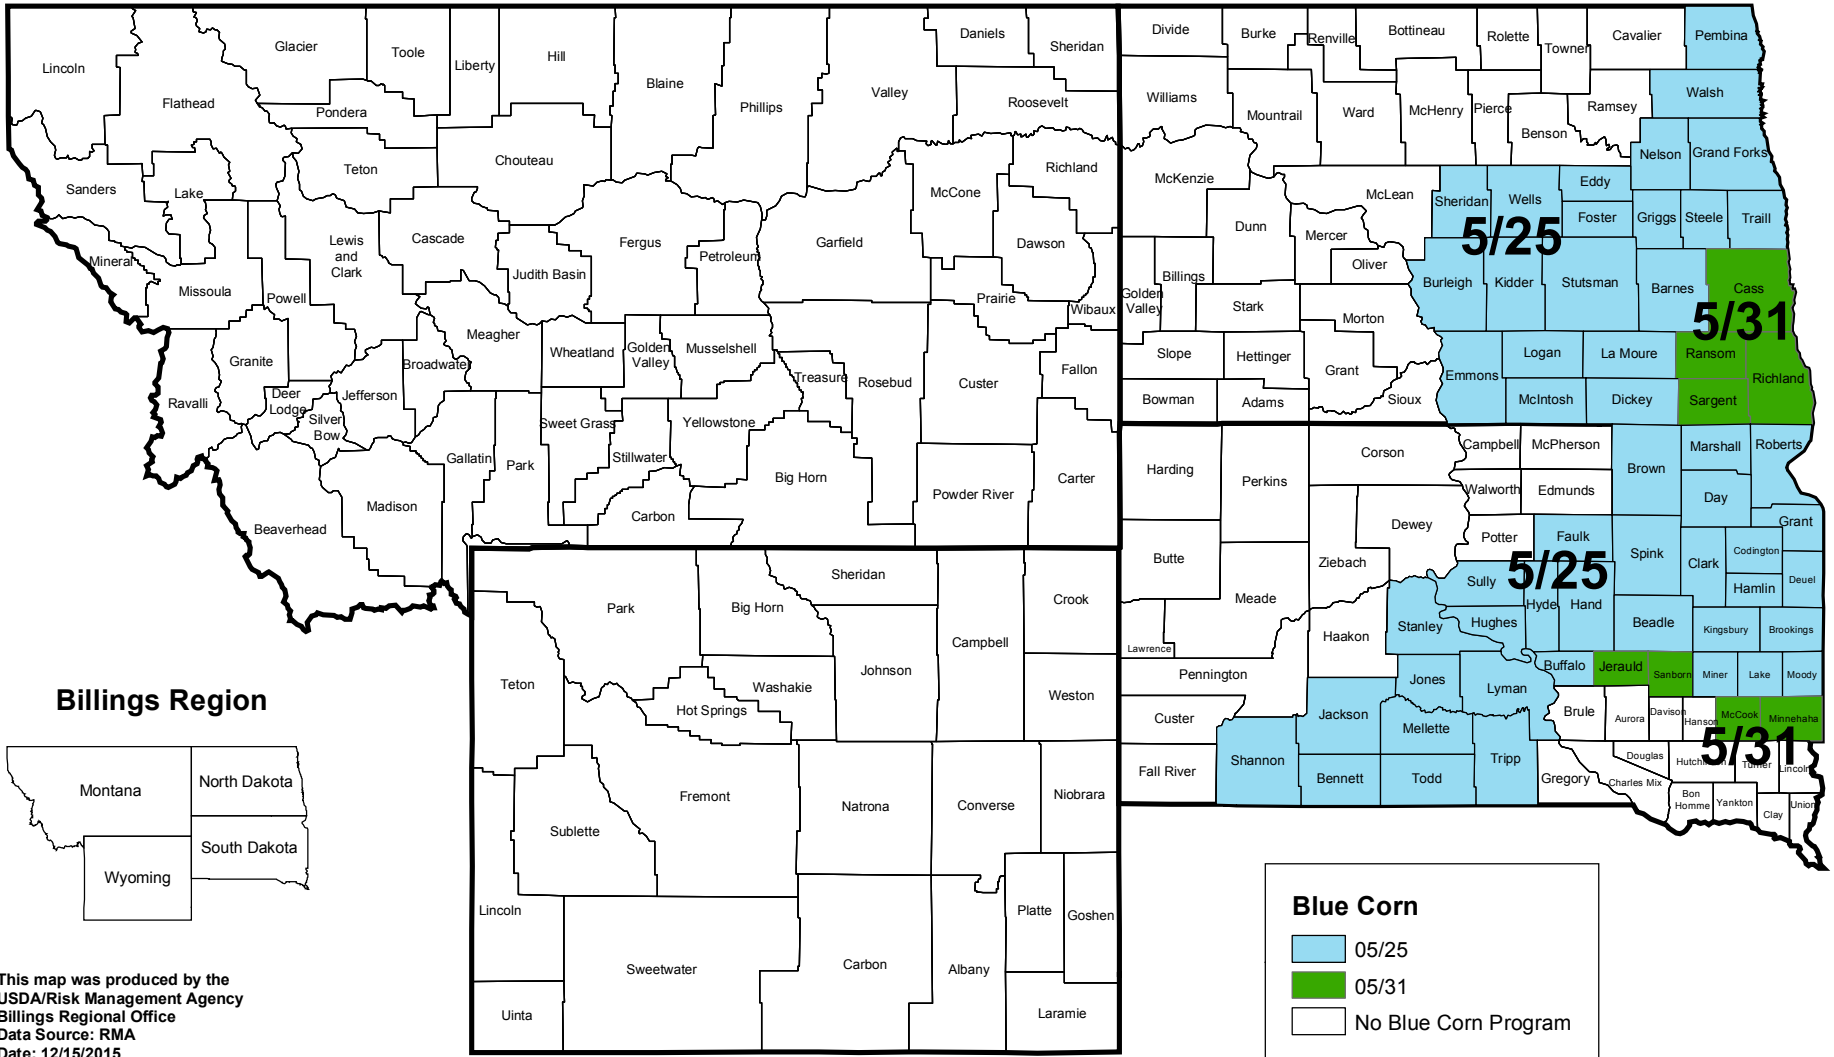 Lincoln
Flathead
Glacier
Toole
Liberty
Hill
Blaine
Phillips
Valley
Daniels
Sheridan
Roosevelt
Pondera
Teton
Chouteau
Sanders
Lake
Mineral
Missoula
Powell
Lewis
and
Clark
Cascade
Judith Basin
Fergus
Petroleum
Garfield
McCone
Richland
Dawson
Prairie
Wibaux
Granite
Ravalli
Deer
Lodge
Silver
Bow
Jefferson
Broadwater
Meagher
Wheatland
Golden
Valley
Musselshell
Treasure
Rosebud
Custer
Fallon
Sweet Grass
Stillwater
Yellowstone
Big Horn
Powder River
Carter
Gallatin
Park
Carbon
Madison
Beaverhead
Divide
Burke
Renville
Bottineau
Rolette
Towner
Cavalier
Pembina
Williams
Mountrail
Ward
McHenry
Pierce
Benson
Ramsey
Walsh
Nelson
Grand Forks
McKenzie
McLean
Sheridan
Wells
Eddy
Foster
Griggs
Steele
Traill
5/25
Dunn
Mercer
Oliver
Billings
Golden
Valley
Stark
Morton
Burleigh
Kidder
Stutsman
Barnes
Cass
5/31
Slope
Hettinger
Grant
Sioux
Bowman
Adams
Emmons
Logan
La Moure
Ransom
Richland
McIntosh
Dickey
Sargent
Harding
Perkins
Corson
Campbell
McPherson
Brown
Marshall
Roberts
Walworth
Edmunds
Day
Butte
Dewey
Ziebach
Potter
Faulk
Spink
Clark
Codington
Grant
Hamlin
Deuel
5/25
Meade
Sully
Hyde
Hand
Beadle
Kingsbury
Brookings
Stanley
Hughes
Haakon
Lawrence
Pennington
Jones
Lyman
Buffalo
Jerauld
Sanborn
Miner
Lake
Moody
Custer
Jackson
Mellette
Brule
Aurora
Davison
Hanson
McCook
Minnehaha
5/31
Fall River
Shannon
Bennett
Todd
Tripp
Gregory
Douglas
Charles Mix
Lincoln
Bon
Homme
Yankton
Clay
Union
Park
Big Horn
Sheridan
Crook
Campbell
Johnson
Teton
Washakie
Hot Springs
Weston
Fremont
Natrona
Converse
Niobrara
Sublette
Lincoln
Sweetwater
Carbon
Albany
Platte
Goshen
Uinta
Laramie
Billings Region
Montana
North Dakota
South Dakota
Wyoming
This map was produced by the
USDA/Risk Management Agency
Billings Regional Office
Data Source: RMA
Date: 12/15/2015
Blue Corn
05/25
05/31
No Blue Corn Program